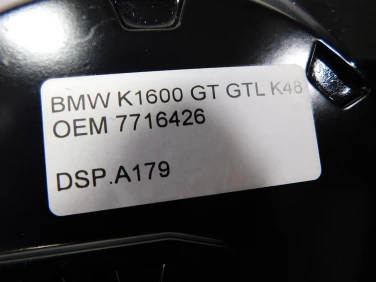 BMW K1600 GT GTL K48
OEM 7716426
DSP.A179